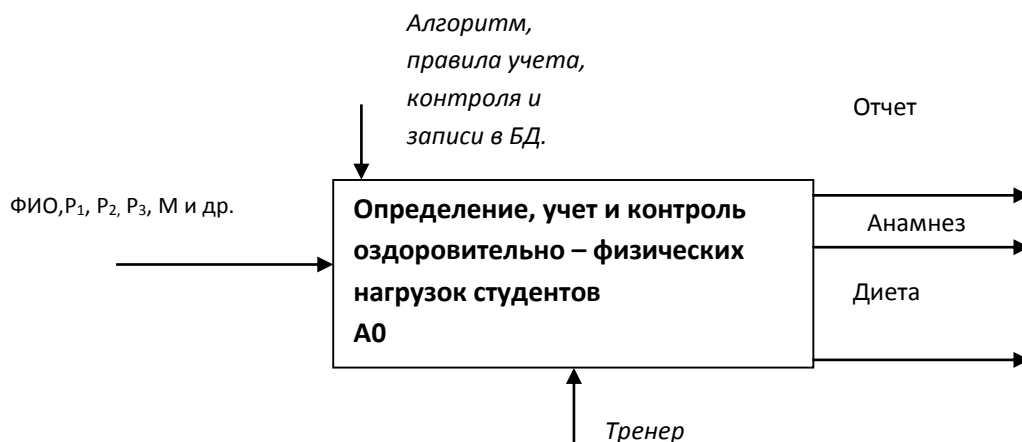 Алгоритм,
правила учета,
контроля и
записи в БД.
Отчет
ФИО,P₁, P₂, P₃, М и др.
Определение, учет и контроль
оздоровительно – физических
нагрузок студентов
А0
Анамнез
Диета
Тренер